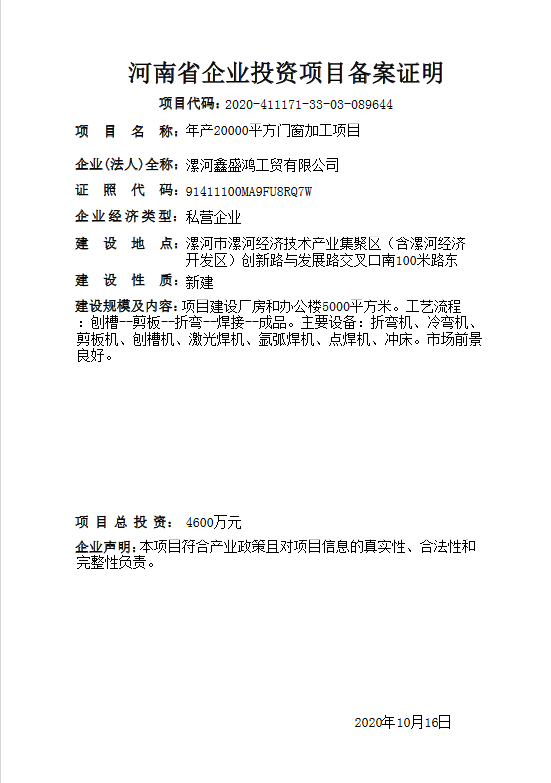 河南省企业投资项目备案证明
项目代码：2020-411171-33-03-089644
项目名称：年产20000平方门窗加工项目
企业(法人)全称：漯河鑫盛鸿工贸有限公司
证照代码：91411100MA9FU8RQ7W
企业经济类型：私营企业
建设地点：漯河市漯河经济技术产业集聚区（含漯河经济
开发区）创新路与发展路交叉口南100米路东
建设性质：新建
建设规模及内容：项目建设厂房和办公楼5000平方米。工艺流程
：刨槽--剪板--折弯--焊接--成品。主要设备：折弯机、冷弯机、
剪板机、刨槽机、激光焊机、氩弧焊机、点焊机、冲床。市场前景
良好。
项目总投资：4600万元
企业声明：本项目符合产业政策且对项目信息的真实性、合法性和
完整性负责。
2020年10月16日